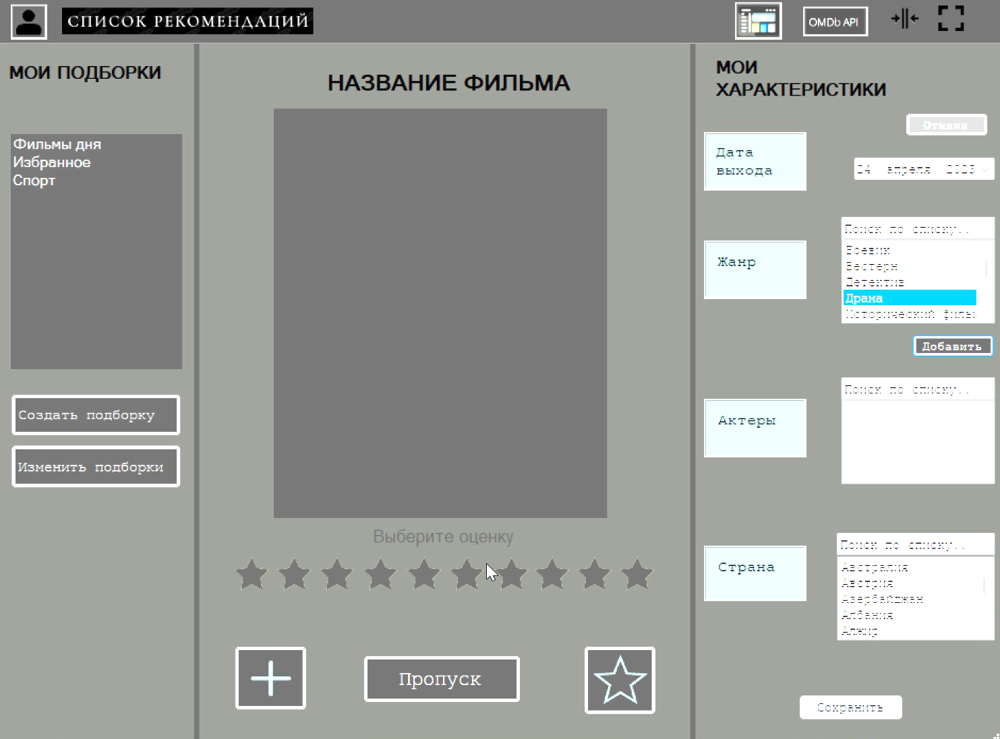 СПИСОК РЕКОМЕНДАЦИЙ
OMDb API
МОИ ПОДБОРКИ
Фильмы дня
Избранное
Спорт
Создать подборку
Изменить подборки
НАЗВАНИЕ ФИЛЬМА
Выберите оценку
Пропуск
МОИ
ХАРАКТЕРИСТИКИ
Отмена
Дата
выхода
24 апреля 2023
Жанр
Поиск по списку..
Боевик
Вестерн
Детектив
Драма
Исторический филь
Добавить
Актеры
Поиск по списку..
Страна
Поиск по списку..
Австралия
Австрия
Азербайджан
Албания
Алжир
Сохранить